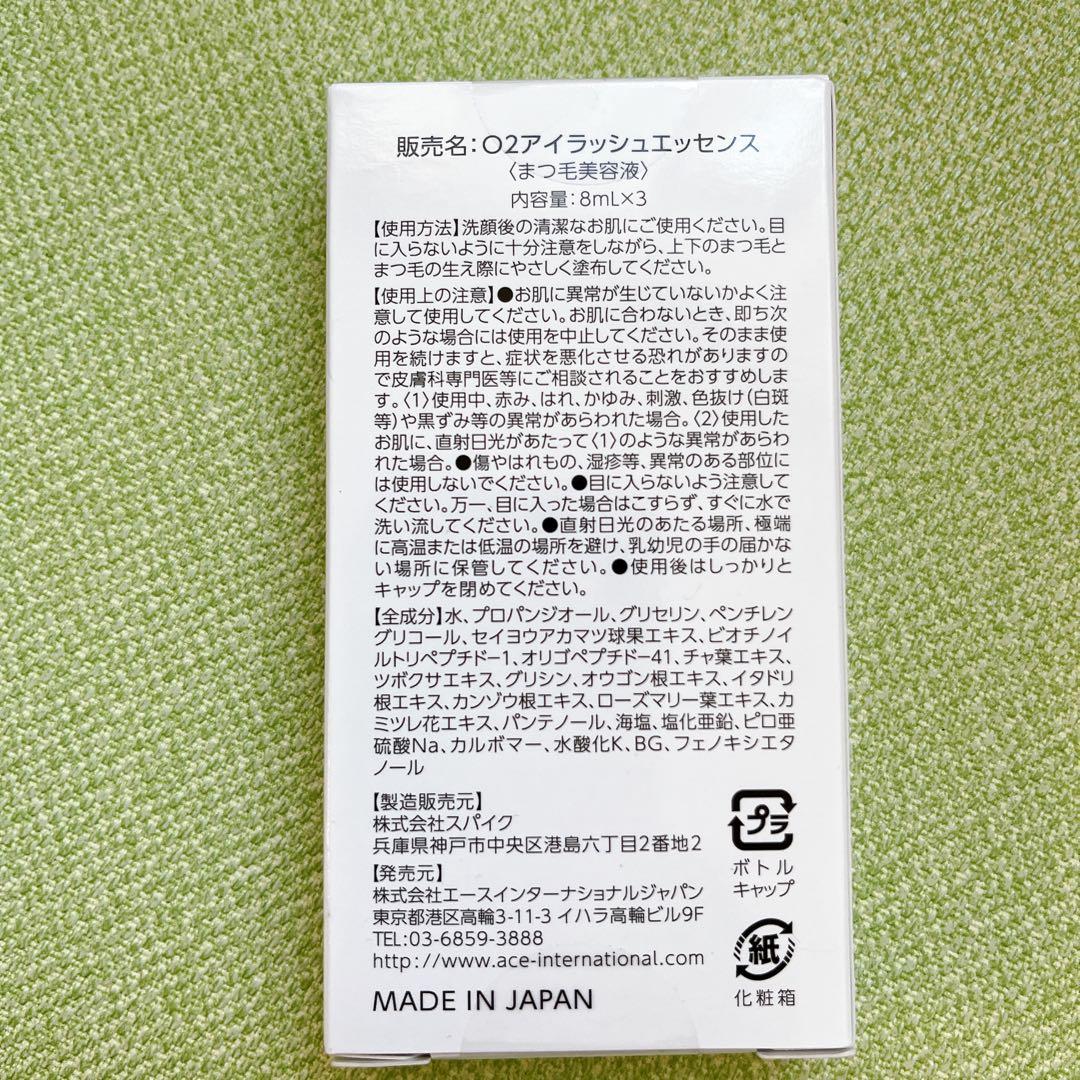 販売名:O2アイラッシュエッセンス
〈まつ毛美容液〉
内容量:8mL×3
【使用方法】洗顔後の清潔なお肌にご使用ください。目
に入らないように十分注意をしながら、上下のまつ毛と
まつ毛の生え際にやさしく塗布してください。
【使用上の注意】●お肌に異常が生じていないかよく注
意して使用してください。お肌に合わないとき、即ち次
のような場合には使用を中止してください。そのまま使
用を続けますと、症状を悪化させる恐れがありますの
で皮膚科専門医等にご相談されることをおすすめしま
す。〈1〉使用中、赤み、はれ、かゆみ、刺激、色抜け(白斑
等)や黒ずみ等の異常があらわれた場合。〈2〉使用した
お肌に、直射日光があたって〈1〉のような異常があらわ
れた場合。●傷やはれもの、湿疹等、異常のある部位に
は使用しないでください。●目に入らないよう注意して
ください。万一、目に入った場合はこすらず、すぐに水で
洗い流してください。●直射日光のあたる場所、極端
に高温または低温の場所を避け、乳幼児の手の届かな
い場所に保管してください。●使用後はしっかりと
キャップを閉めてください。
【全成分】水、プロパンジオール、グリセリン、ペンチレン
グリコール、セイヨウアカマツ球果エキス、ビオチノイ
ルトリペプチド-1、オリゴペプチド-41、チャ葉エキス、
ツボクサエキス、グリシン、オウゴン根エキス、イタドリ
根エキス、カンゾウ根エキス、ローズマリー葉エキス、カ
ミツレ花エキス、パンテノール、海塩、塩化亜鉛、ピロ亜
硫酸Na、カルボマー、水酸化K、BG、フェノキシエタ
ノール
【製造販売元】
株式会社スパイク
兵庫県神戸市中央区港島六丁目2番地2
【発売元】
株式会社エースインターナショナルジャパン
東京都港区高輪3-11-3 イハラ高輪ビル9F
TEL:03-6859-3888
http://www.ace-international.com
MADE IN JAPAN
プラ
ボトル
キャップ
紙
化粧箱